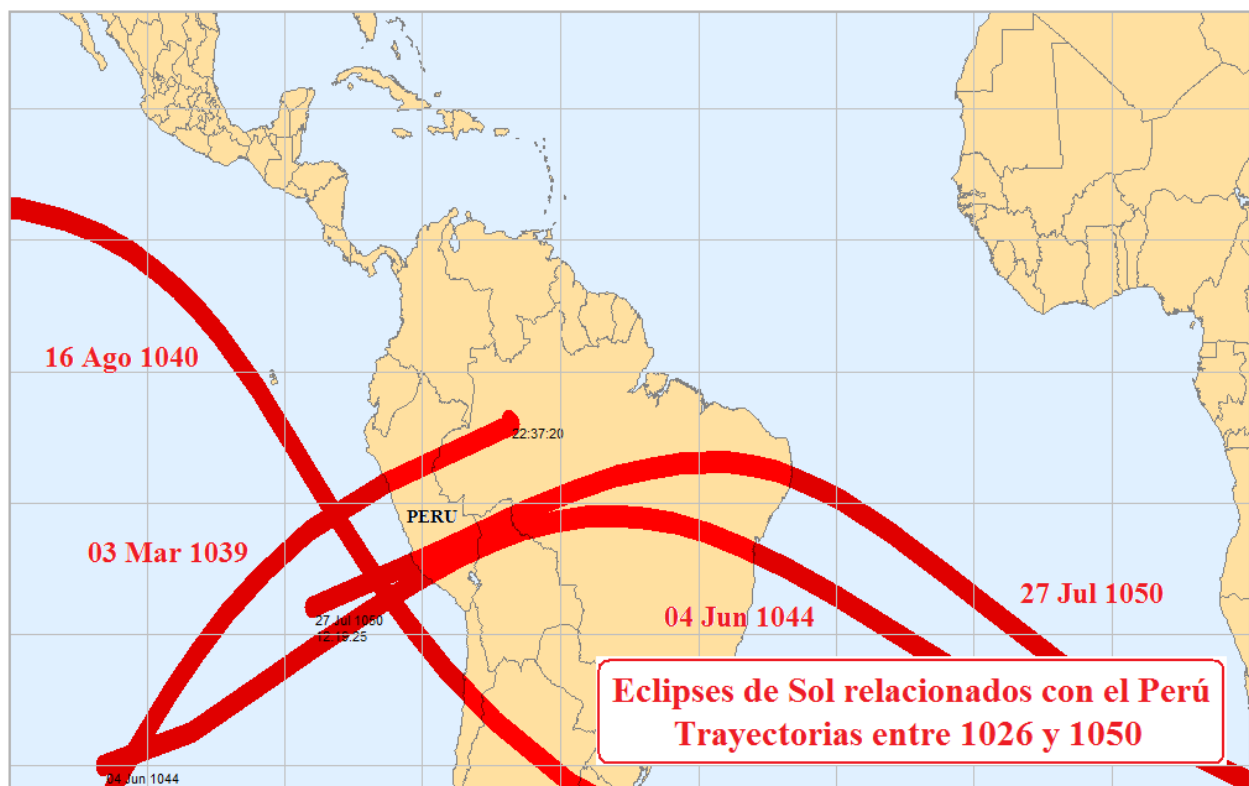 16 Ago 1040
22:37:20
PERU
03 Mar 1039
27 Jul 1050
27 Jul 1050
12:19:25
04 Jun 1044
04 Jun 1044
Eclipses de Sol relacionados con el Perú
Trayectorias entre 1026 y 1050